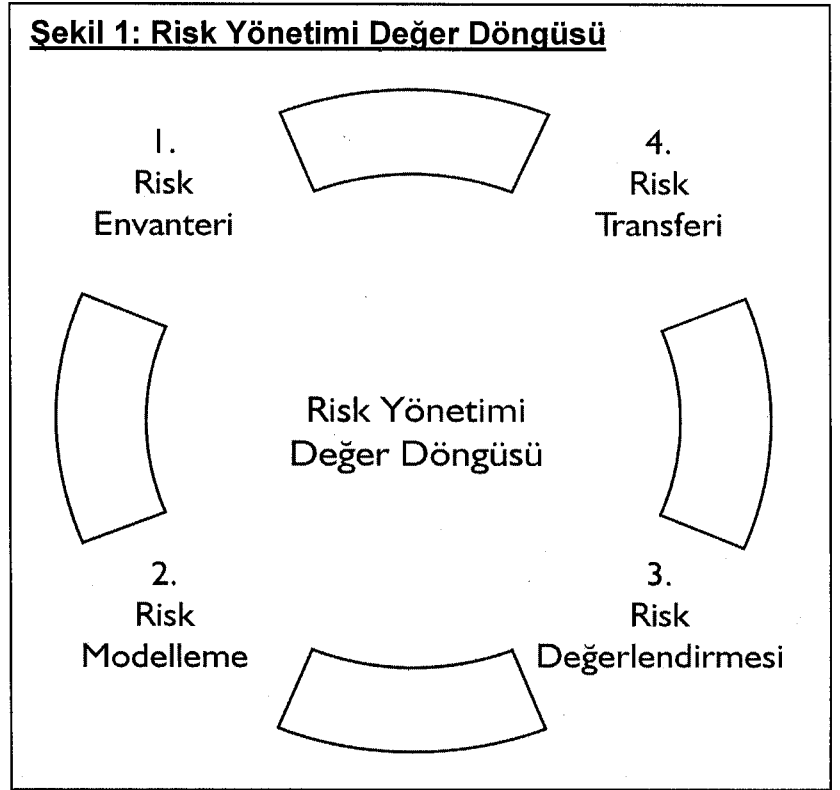 Şekil 1: Risk Yönetimi Değer Döngüsü
1.
Risk
Envanteri
4.
Risk
Transferi
Risk Yönetimi
Değer Döngüsü
2.
Risk
Modelleme
3.
Risk
Değerlendirmesi